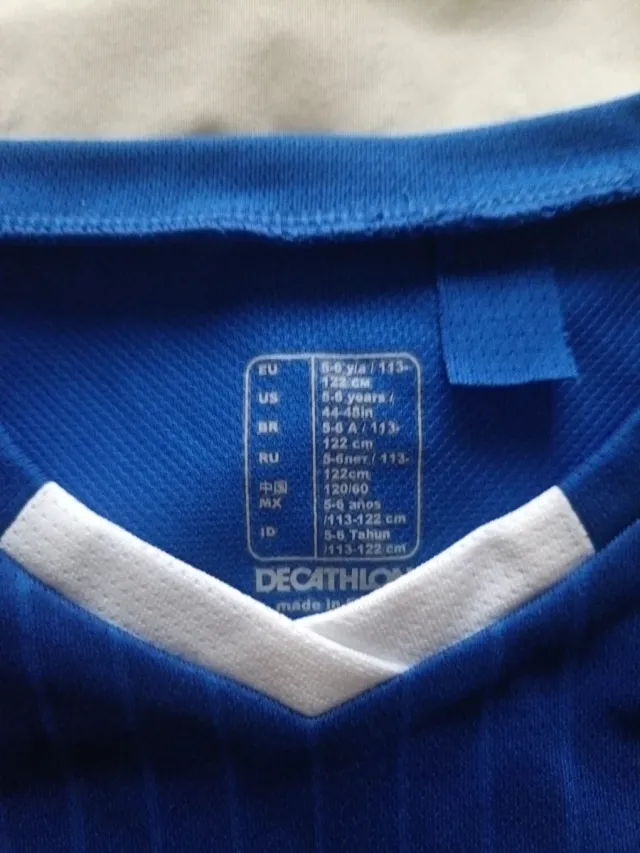 EU 5-6 y/a / 113-
122 см
US 5-6 years /
44-48in
BR 5-6 A / 113-
122 cm
RU 5-6лет / 113-
122cm
中国 120/60
MX 5-6 años
/113-122 cm
ID 5-6 Tahun
/113-122 cm
DECATHLON
made in